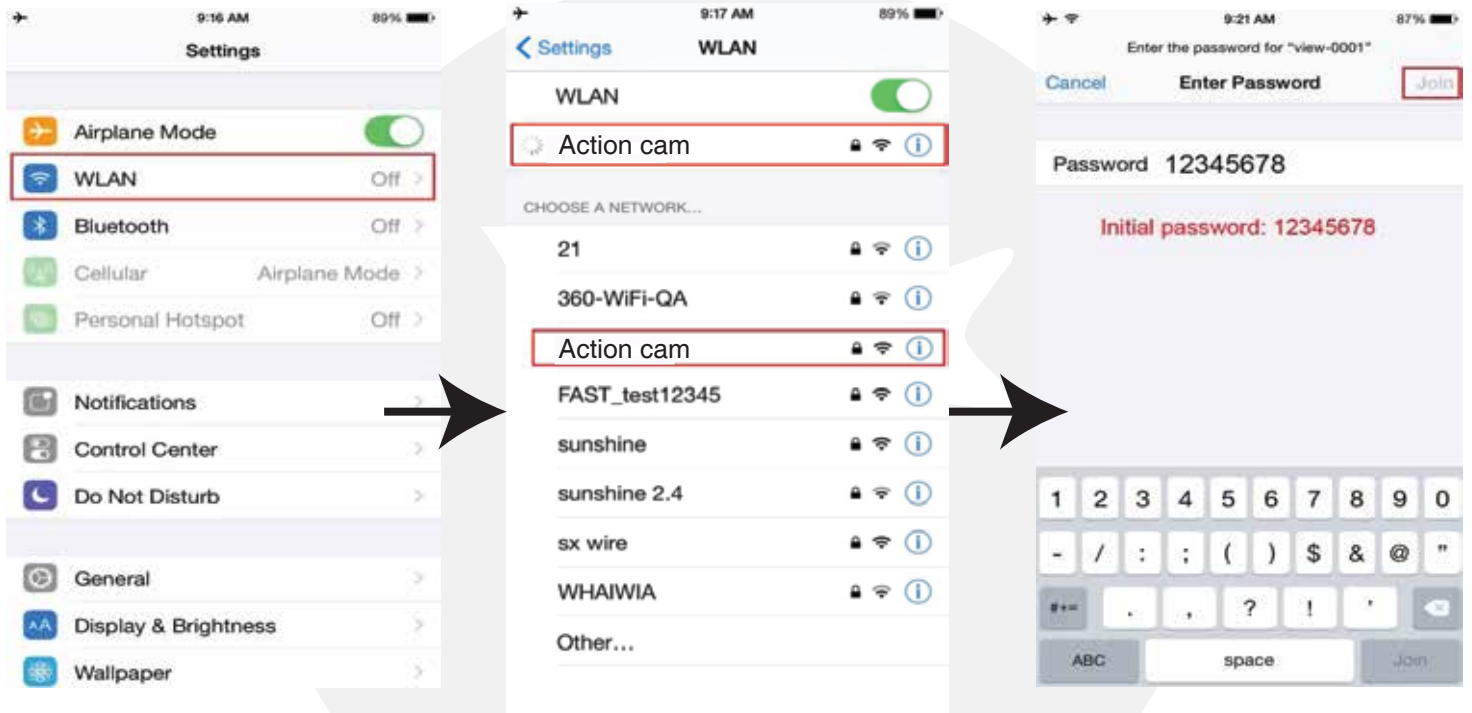 9:16 AM 89%
Settings
Airplane Mode
WLAN Off
Bluetooth Off
Cellular Airplane Mode
Personal Hotspot Off
Notifications
Control Center
Do Not Disturb
General
AA Display & Brightness
Wallpaper
9:17 AM 89%
Settings WLAN
WLAN
Action cam
CHOOSE A NETWORK...
21
360-WiFi-QA
Action cam
FAST_test12345
sunshine
sunshine 2.4
sx wire
WHAIWIA
Other...
9:21 AM 87%
Enter the password for "view-0001"
Cancel Enter Password Join
Password 12345678
Initial password: 12345678
1 2 3 4 5 6 7 8 9 0
- / : ; ( ) $ & @ "
#+= . , ? ! '
ABC space Join